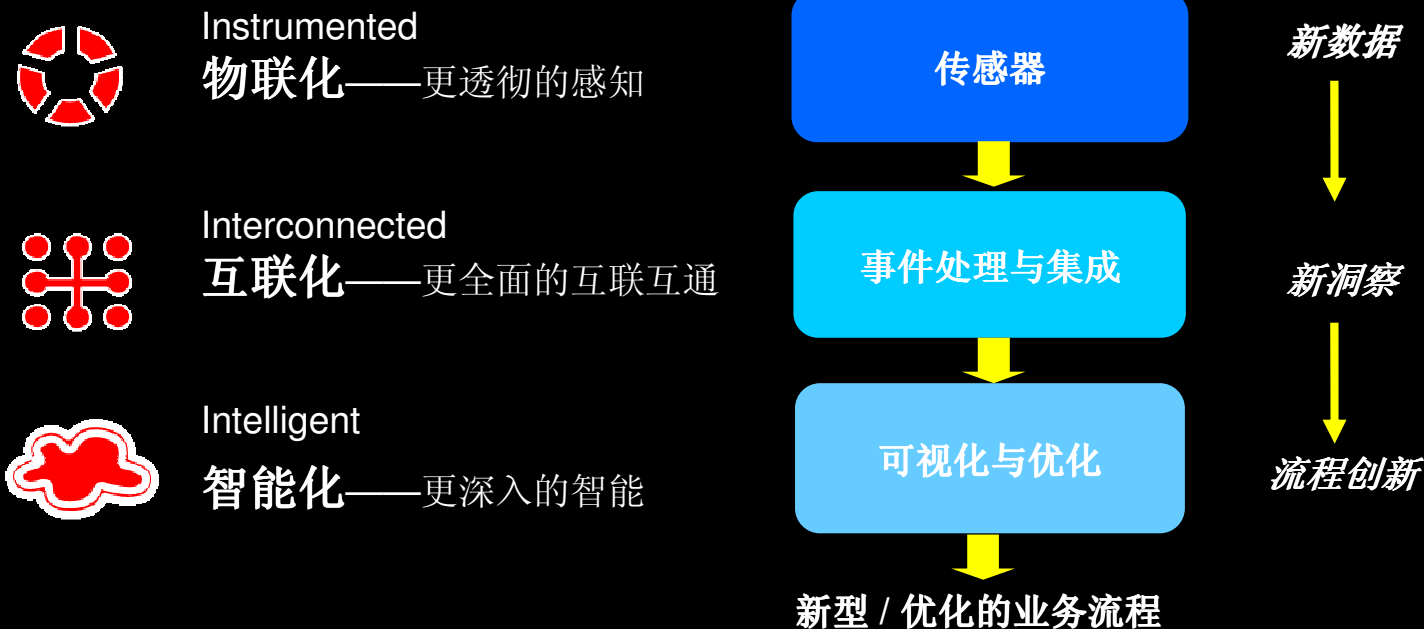 Instrumented
物联化——更透彻的感知
传感器
新数据
Interconnected
互联化——更全面的互联互通
事件处理与集成
新洞察
Intelligent
智能化——更深入的智能
可视化与优化
流程创新
新型 / 优化的业务流程